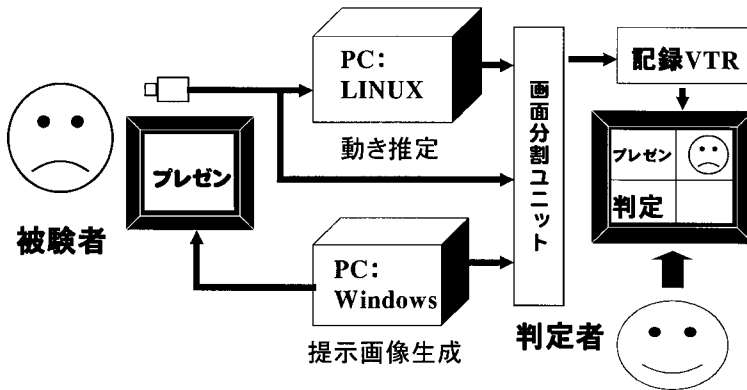 PC:
LINUX
動き推定
プレゼン
被験者
PC:
Windows
提示画像生成
画面分割ユニット
記録VTR
プレゼン
判定
判定者